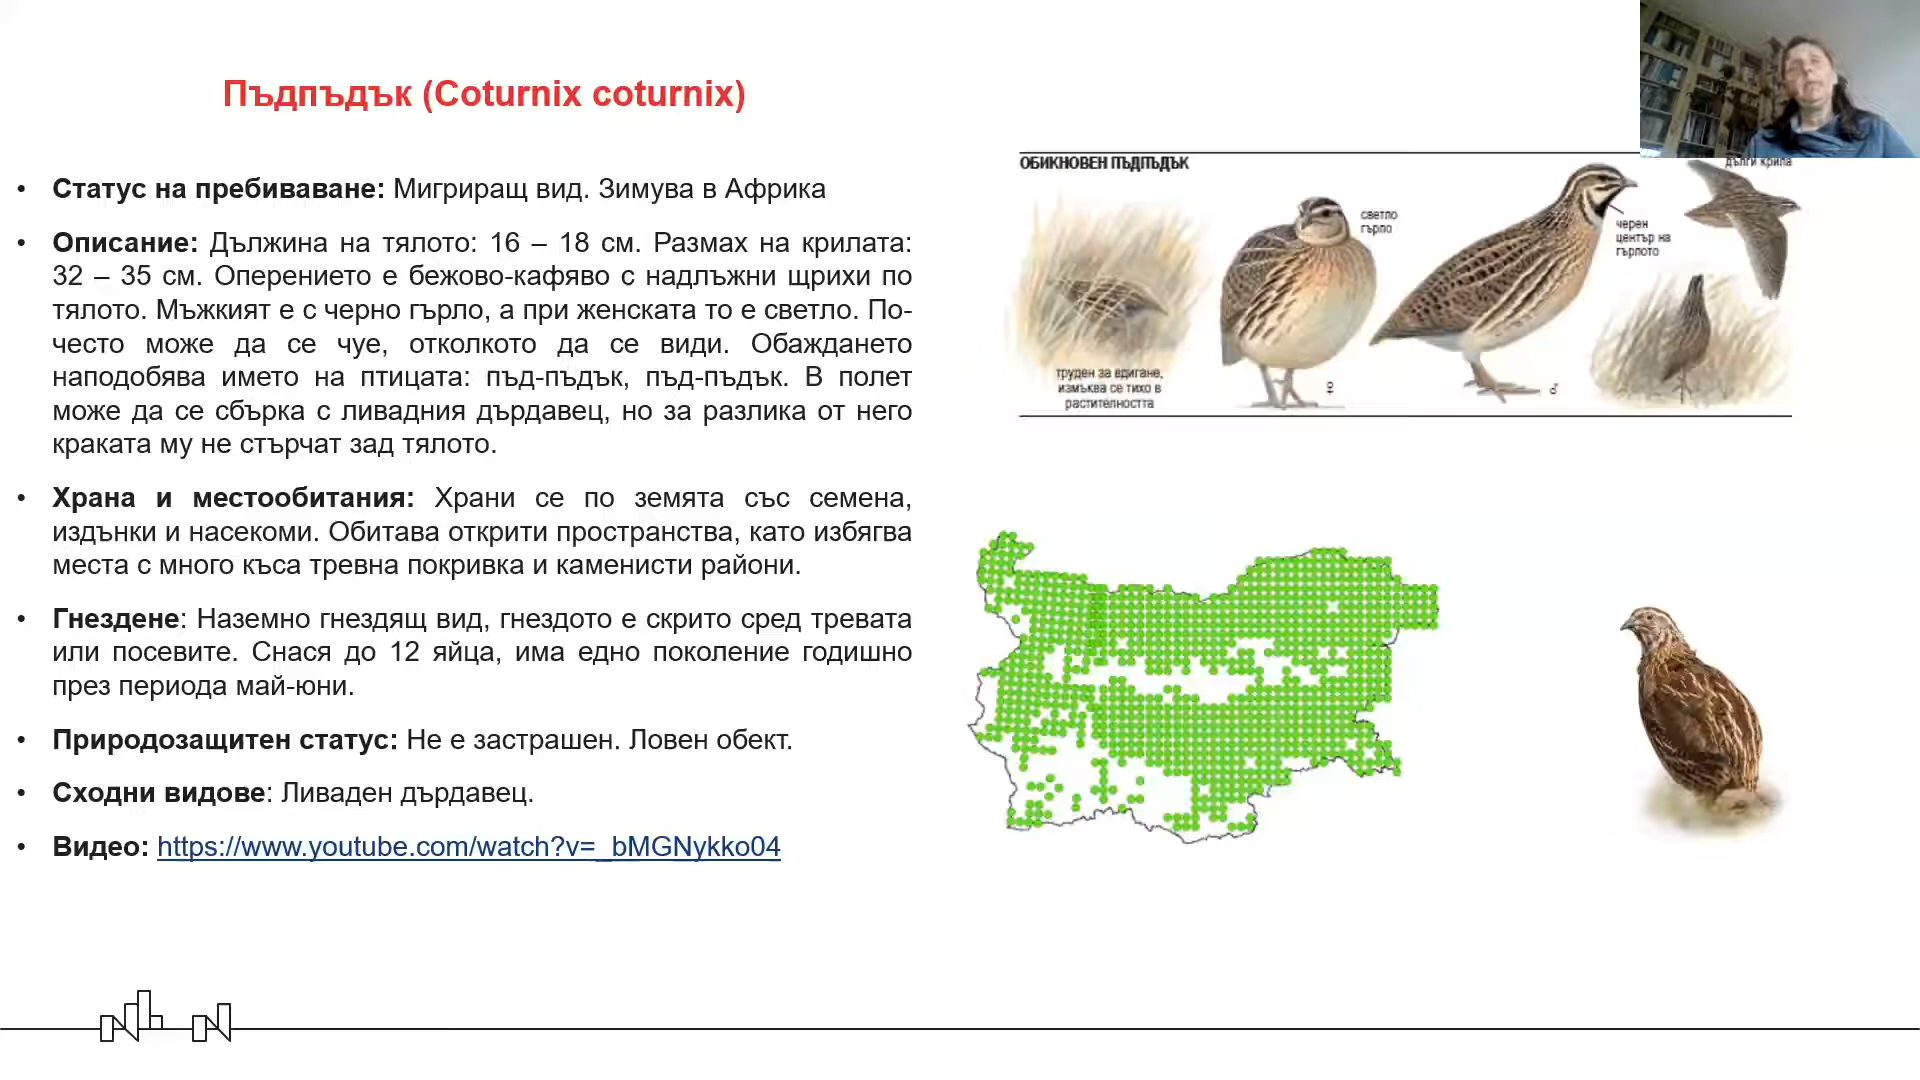 Пъдпъдък (Coturnix coturnix)
• Статус на пребиваване: Мигриращ вид. Зимува в Африка
• Описание: Дължина на тялото: 16 – 18 см. Размах на крилата:
32 – 35 см. Оперението е бежово-кафяво с надлъжни щрихи по
тялото. Мъжкият е с черно гърло, а при женската то е светло. По-
често може да се чуе, отколкото да се види. Обаждането
наподобява името на птицата: пъд-пъдък, пъд-пъдък. В полет
може да се сбърка с ливадния дърдавец, но за разлика от него
краката му не стърчат зад тялото.
• Храна и местообитания: Храни се по земята със семена,
издънки и насекоми. Обитава открити пространства, като избягва
места с много къса тревна покривка и каменисти райони.
• Гнездене: Наземно гнездящ вид, гнездото е скрито сред тревата
или посевите. Снася до 12 яйца, има едно поколение годишно
през периода май-юни.
• Природозащитен статус: Не е застрашен. Ловен обект.
• Сходни видове: Ливаден дърдавец.
• Видео: https://www.youtube.com/watch?v=_bMGNykko04
ОБИКНОВЕН ПЪДПЪДЪК
дълги крила
светло
гърло
черен
център на
гърлото
труден за вдигане,
измъква се тихо в
растителността
♀
♂